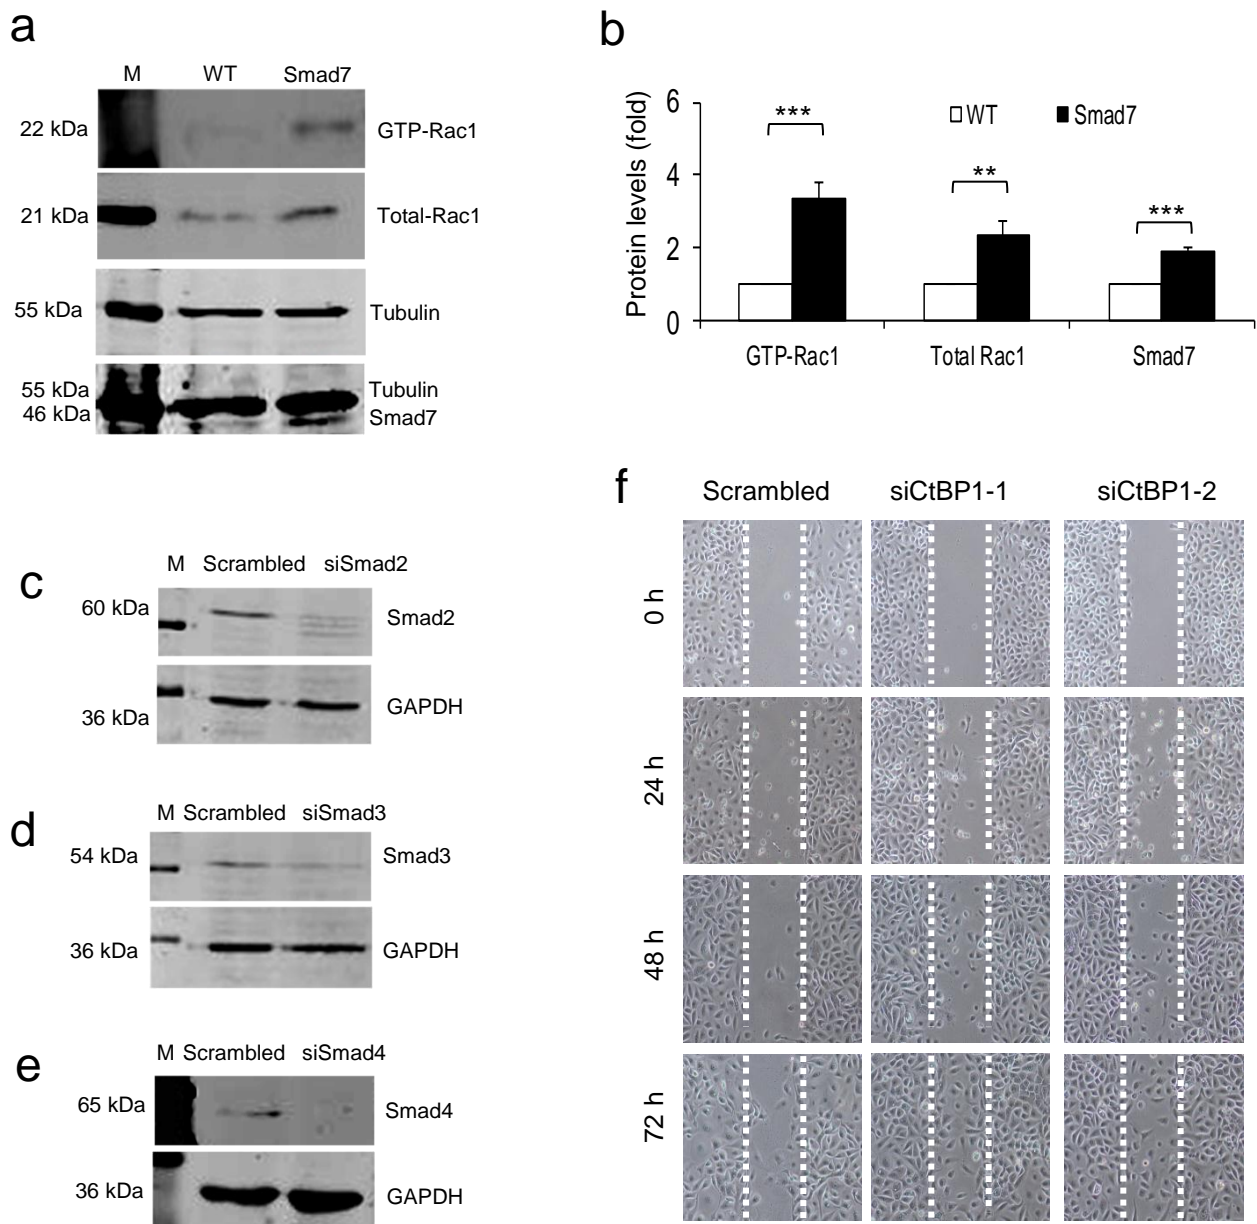 a
M WT Smad7
22 kDa GTP-Rac1
21 kDa Total-Rac1
55 kDa Tubulin
55 kDa Tubulin
46 kDa Smad7
b
Protein levels (fold)
6
4
2
0
WT Smad7
***
**
***
GTP-Rac1 Total Rac1 Smad7
c
M Scrambled siSmad2
60 kDa Smad2
36 kDa GAPDH
d
M Scrambled siSmad3
54 kDa Smad3
36 kDa GAPDH
e
M Scrambled siSmad4
65 kDa Smad4
36 kDa GAPDH
f
Scrambled siCtBP1-1 siCtBP1-2
0 h
24 h
48 h
72 h